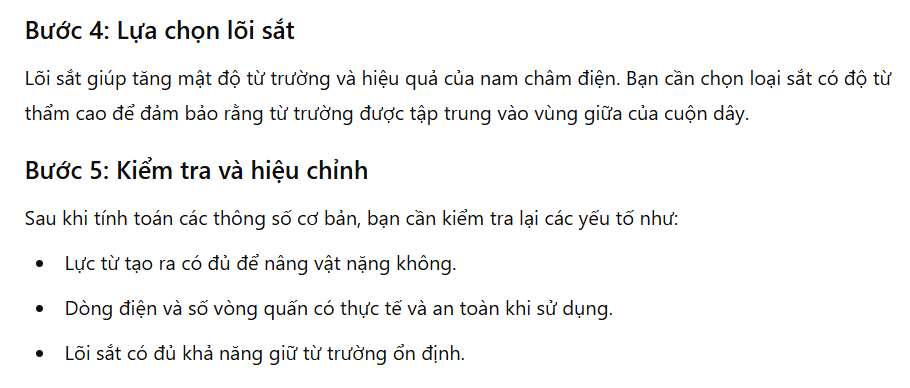 Bước 4: Lựa chọn lõi sắt
Lõi sắt giúp tăng mật độ từ trường và hiệu quả của nam châm điện. Bạn cần chọn loại sắt có độ từ
thẩm cao để đảm bảo rằng từ trường được tập trung vào vùng giữa của cuộn dây.
Bước 5: Kiểm tra và hiệu chỉnh
Sau khi tính toán các thông số cơ bản, bạn cần kiểm tra lại các yếu tố như:
• Lực từ tạo ra có đủ để nâng vật nặng không.
• Dòng điện và số vòng quấn có thực tế và an toàn khi sử dụng.
• Lõi sắt có đủ khả năng giữ từ trường ổn định.